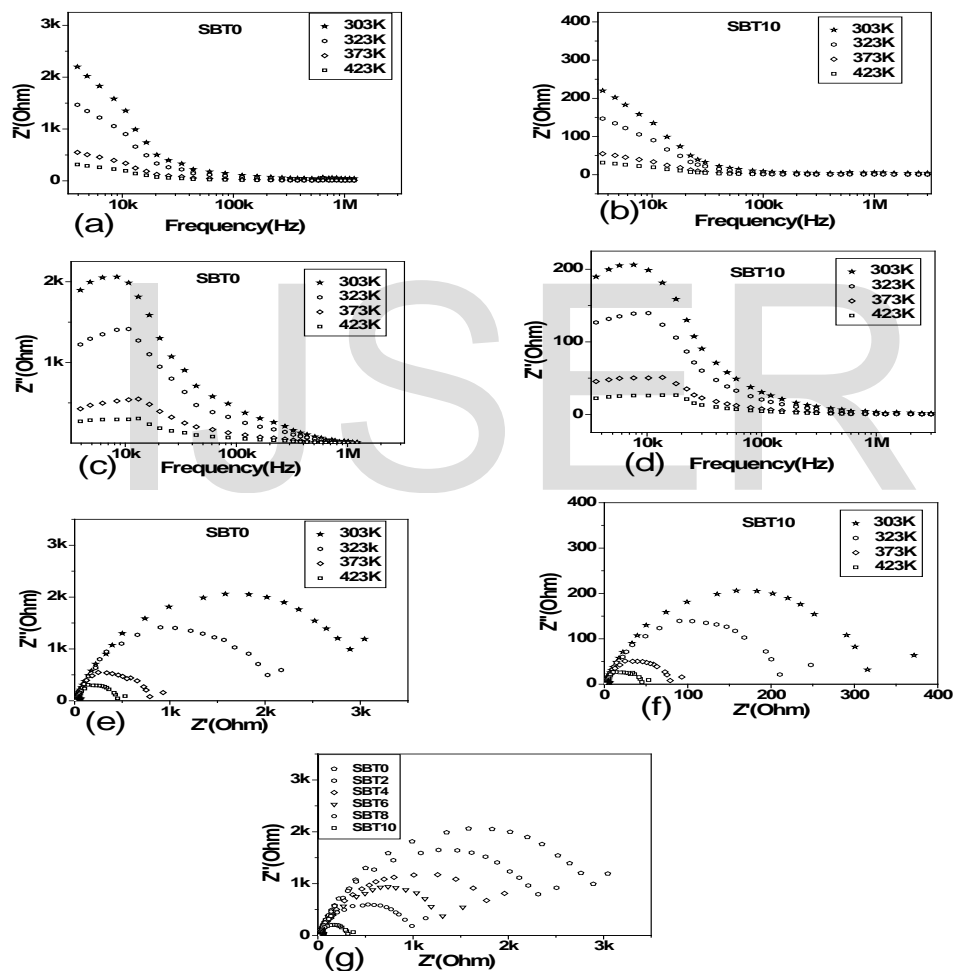 3k
2k
1k
0
Z'(Ohm)
SBT0
303K
323K
373K
423K
10k
100k
1M
(a)
Frequency(Hz)
400
300
200
100
0
Z'(Ohm)
SBT10
303K
323K
373K
423K
10k
100k
1M
(b)
Frequency(Hz)
2k
1k
Z"(Ohm)
SBT0
303K
323K
373K
423K
10k
100k
1M
(c)
Frequency(Hz)
200
100
0
Z"(Ohm)
SBT10
303K
323K
373K
423K
10k
100k
1M
(d)
Frequency(Hz)
IJSER
3k
2k
1k
0
Z"(Ohm)
SBT0
303K
323k
373K
423K
0
1k
2k
3k
(e)
Z'(Ohm)
400
300
200
100
0
Z"(Ohm)
SBT10
303K
323K
373K
423K
0
100
200
300
400
(f)
Z'(Ohm)
3k
2k
1k
0
Z"(Ohm)
SBT0
SBT2
SBT4
SBT6
SBT8
SBT10
0
1k
2k
3k
(g)
Z'(Ohm)